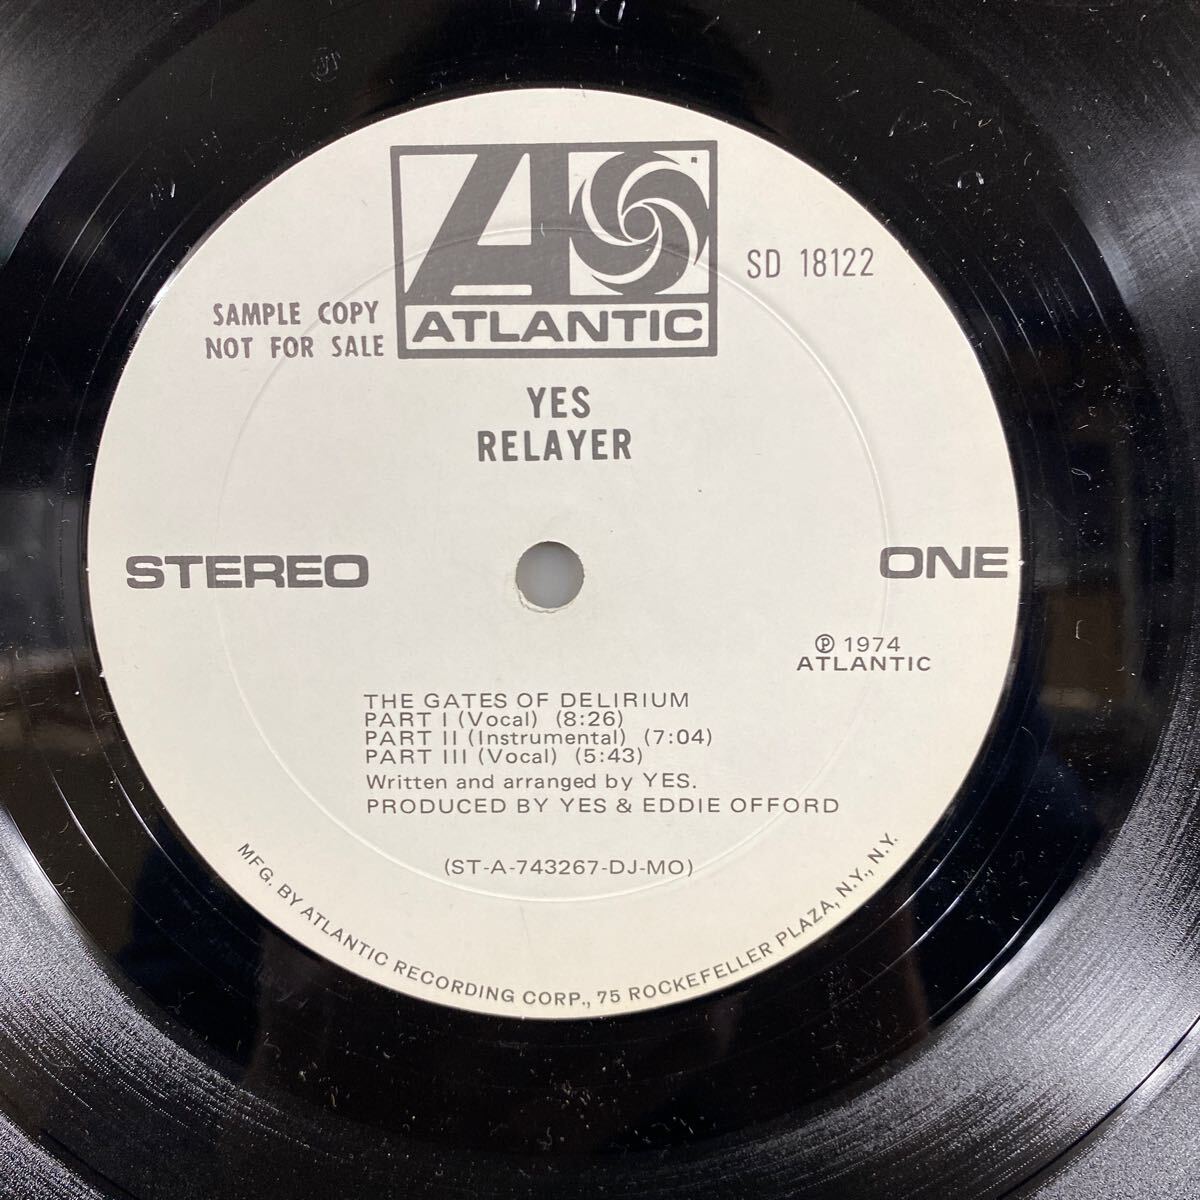 ATLANTIC
SD 18122
SAMPLE COPY
NOT FOR SALE
YES
RELAYER
STEREO
ONE
℗ 1974
ATLANTIC
THE GATES OF DELIRIUM
PART I (Vocal) (8:26)
PART II (Instrumental) (7:04)
PART III (Vocal) (5:43)
Written and arranged by YES.
PRODUCED BY YES & EDDIE OFFORD
(ST-A-743267-DJ-MO)
MFG. BY ATLANTIC RECORDING CORP., 75 ROCKEFELLER PLAZA, N.Y., N.Y.